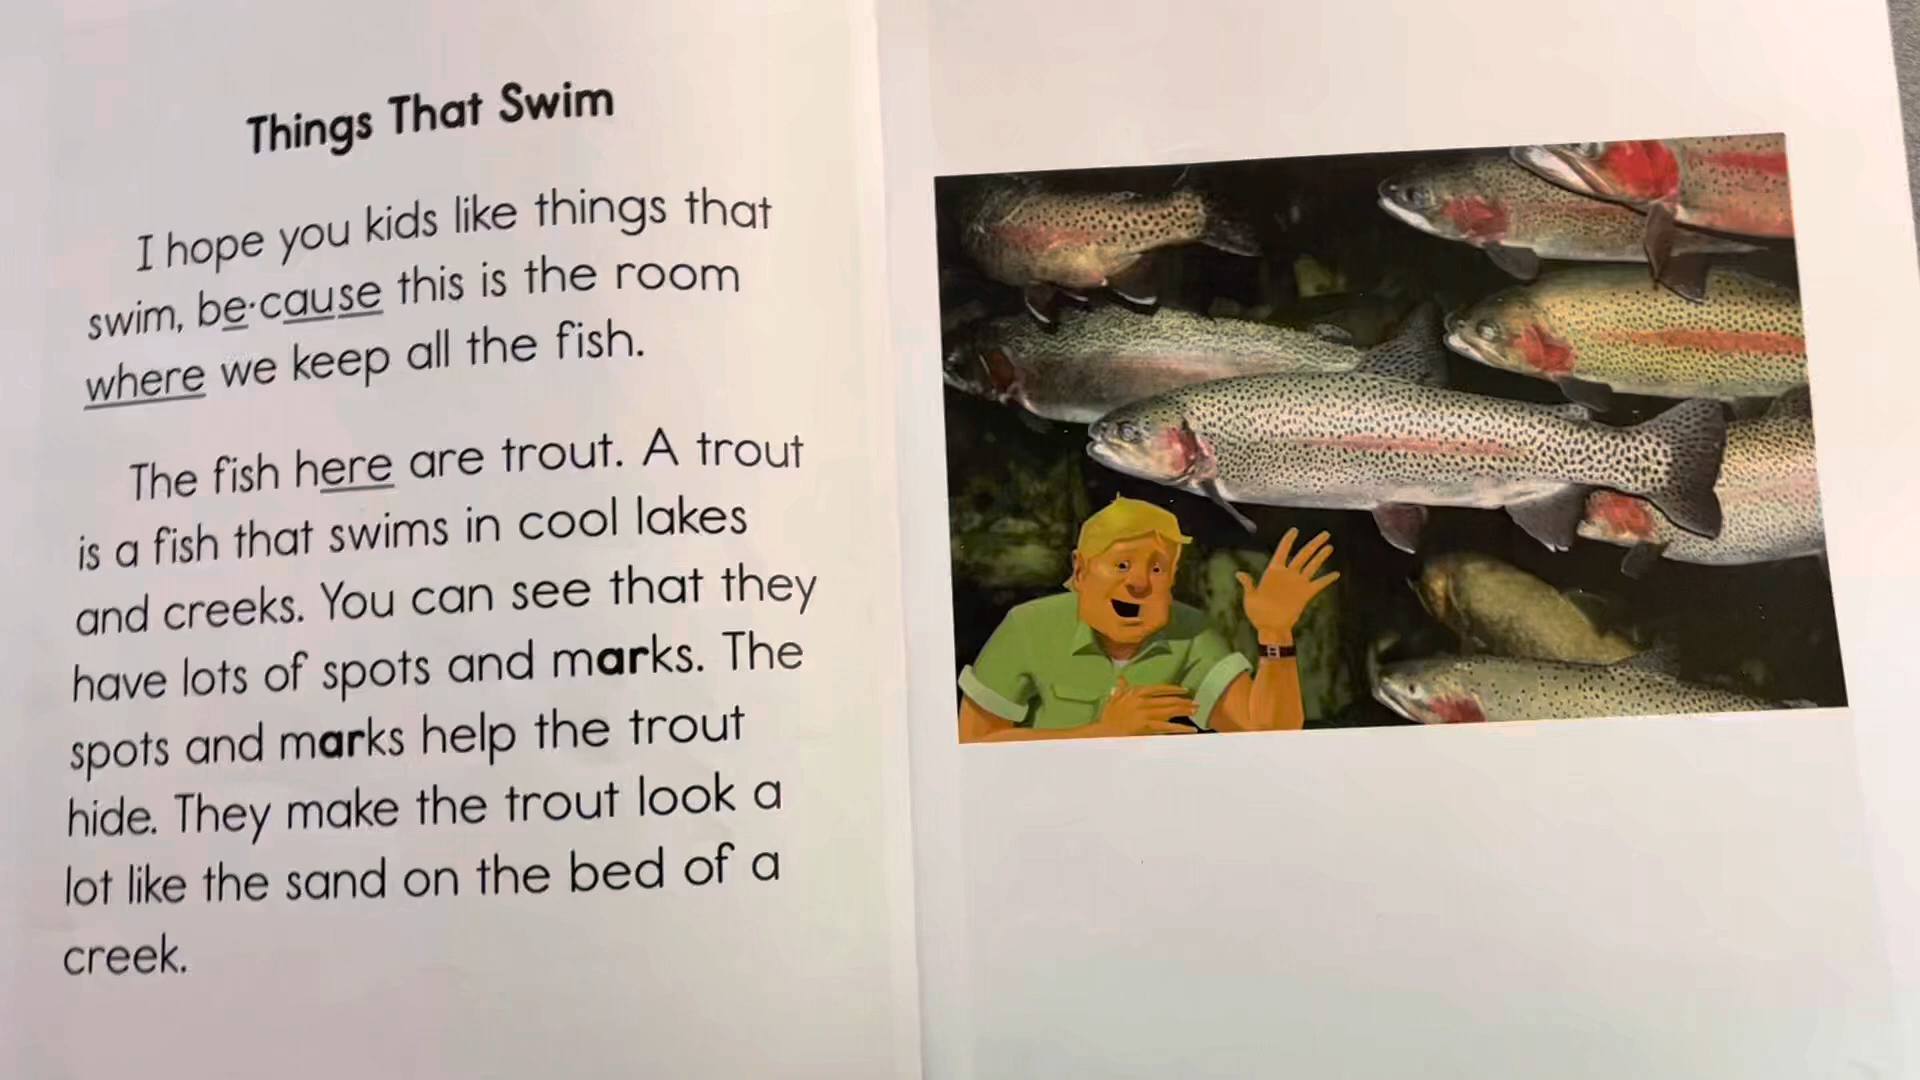 Things That Swim
I hope you kids like things that
swim, be·cause this is the room
where we keep all the fish.
The fish here are trout. A trout
is a fish that swims in cool lakes
and creeks. You can see that they
have lots of spots and marks. The
spots and marks help the trout
hide. They make the trout look a
lot like the sand on the bed of a
creek.